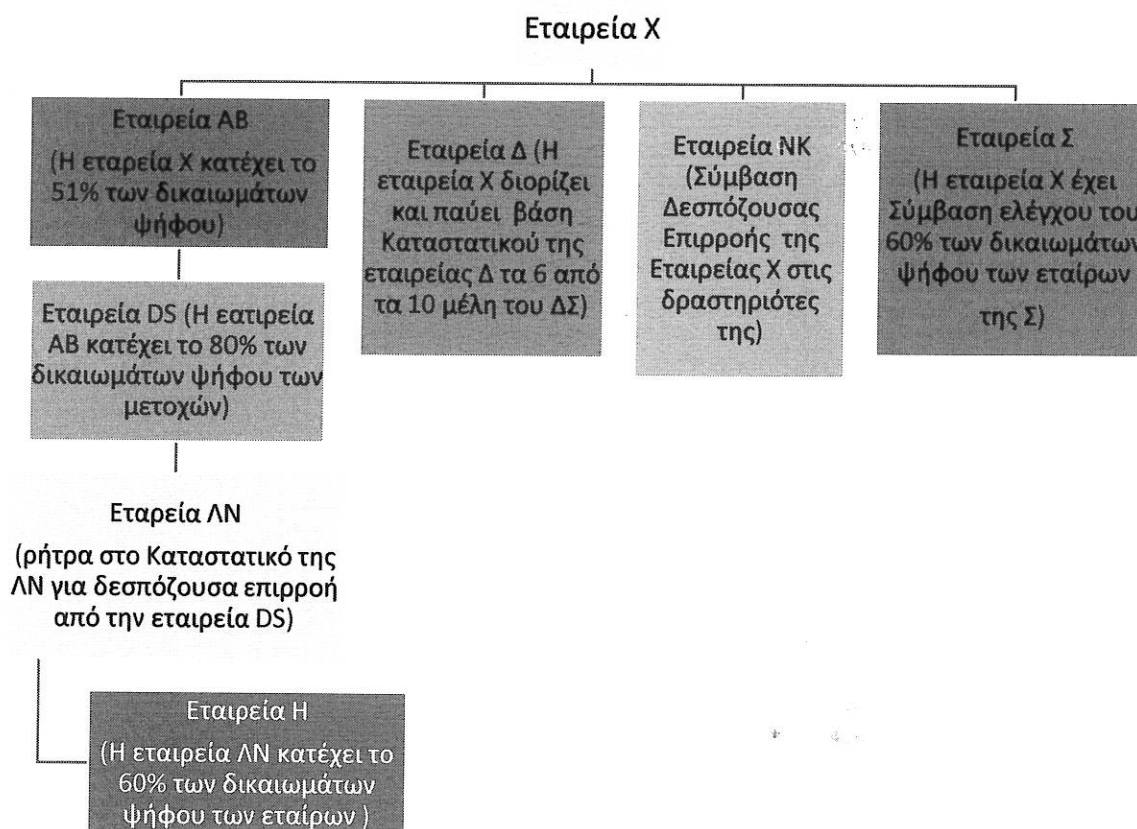 Εταιρεία Χ
Εταιρεία ΑΒ
(Η εταρεία Χ κατέχει το
51% των δικαιωμάτων
ψήφου)
Εταιρεία Δ (Η
εταιρεία Χ διορίζει
και παύει βάση
Καταστατικού της
εταιρείας Δ τα 6 από
τα 10 μέλη του ΔΣ)
Εταιρεία ΝΚ
(Σύμβαση
Δεσπόζουσας
Επιρροής της
Εταιρείας Χ στις
δραστηριότες
της)
Εταιρεία Σ
(Η εταιρεία Χ έχει
Σύμβαση ελέγχου του
60% των δικαιωμάτων
ψήφου των εταίρων
της Σ)
Εταιρεία DS (Η εατιρεία
ΑΒ κατέχει το 80% των
δικαιωμάτων ψήφου των
μετοχών)
Εταρεία ΛΝ
(ρήτρα στο Καταστατικό της
ΛΝ για δεσπόζουσα επιρροή
από την εταιρεία DS)
Εταιρεία Η
(Η εταιρεία ΛΝ κατέχει το
60% των δικαιωμάτων
ψήφου των εταίρων )